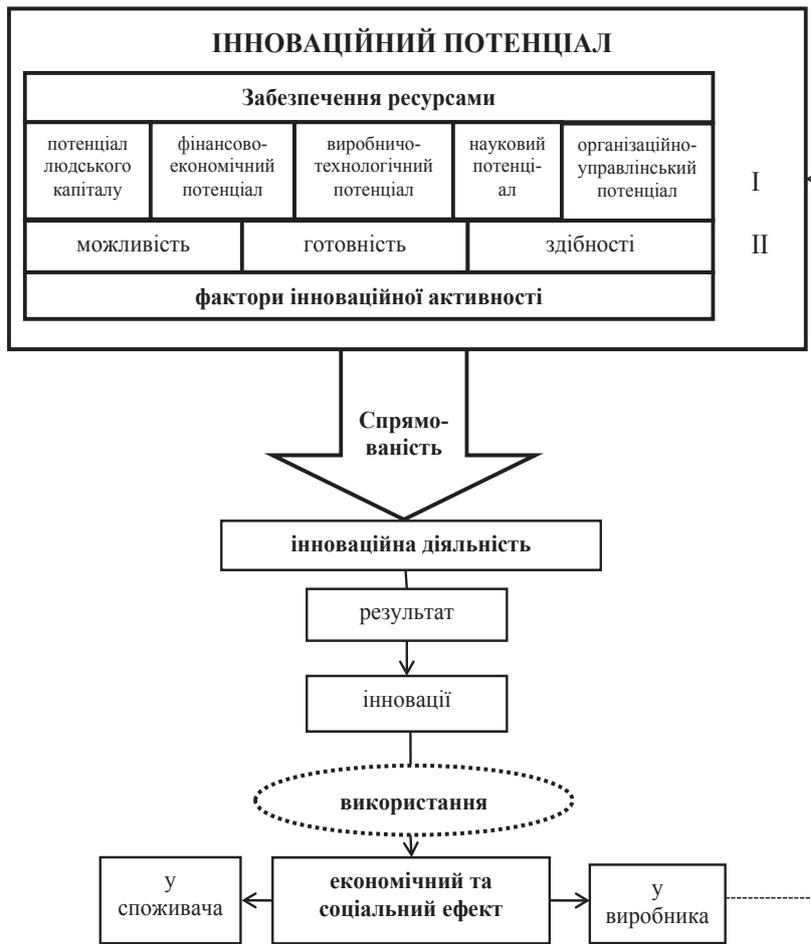 ІННОВАЦІЙНИЙ ПОТЕНЦІАЛ
Забезпечення ресурсами
потенціал
людського
капіталу
фінансово-
економічний
потенціал
виробничо-
технологічний
потенціал
науковий
потенці-
ал
організаційно-
управлінський
потенціал
I
можливість
готовність
здібності
II
фактори інноваційної активності
Спрямо-
ваність
інноваційна діяльність
результат
інновації
використання
у
споживача
економічний та
соціальний ефект
у
виробника